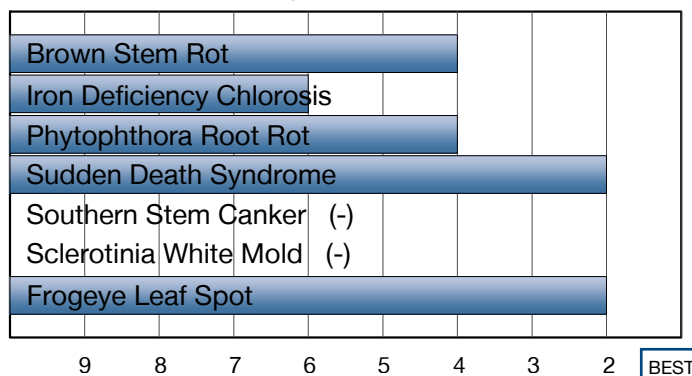 Brown Stem Rot
Iron Deficiency Chlorosis
Phytophthora Root Rot
Sudden Death Syndrome
Southern Stem Canker (-)
Sclerotinia White Mold (-)
Frogeye Leaf Spot
9 8 7 6 5 4 3 2 BEST